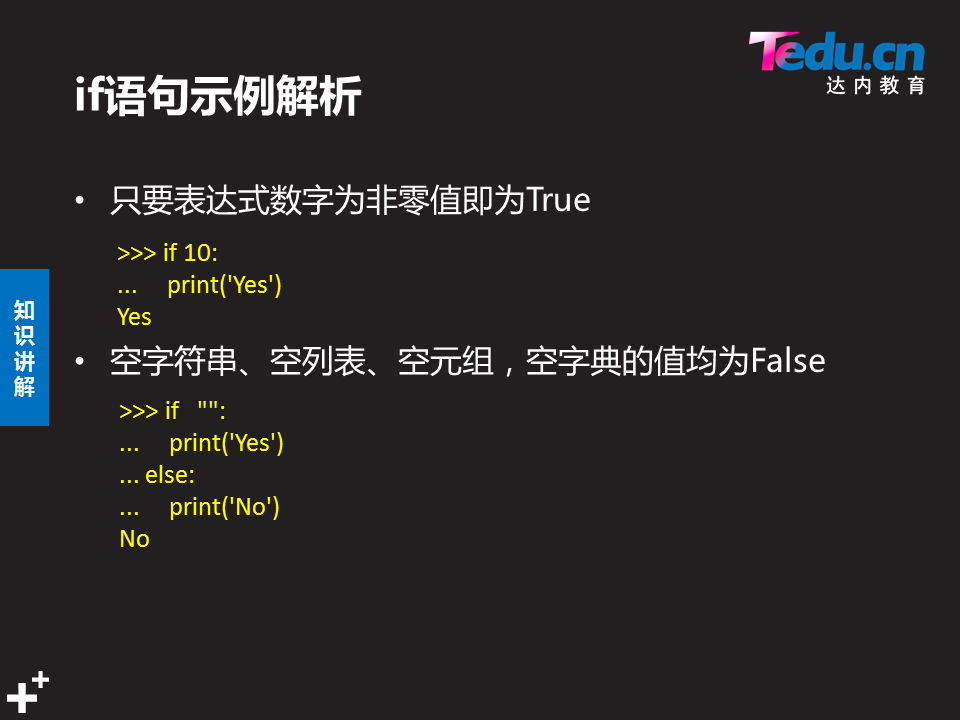 Tedu.cn
达内教育
if语句示例解析
• 只要表达式数字为非零值即为True
>>> if 10:
...     print('Yes')
Yes
• 空字符串、空列表、空元组，空字典的值均为False
>>> if   "":
...     print('Yes')
... else:
...     print('No')
No
知
识
讲
解